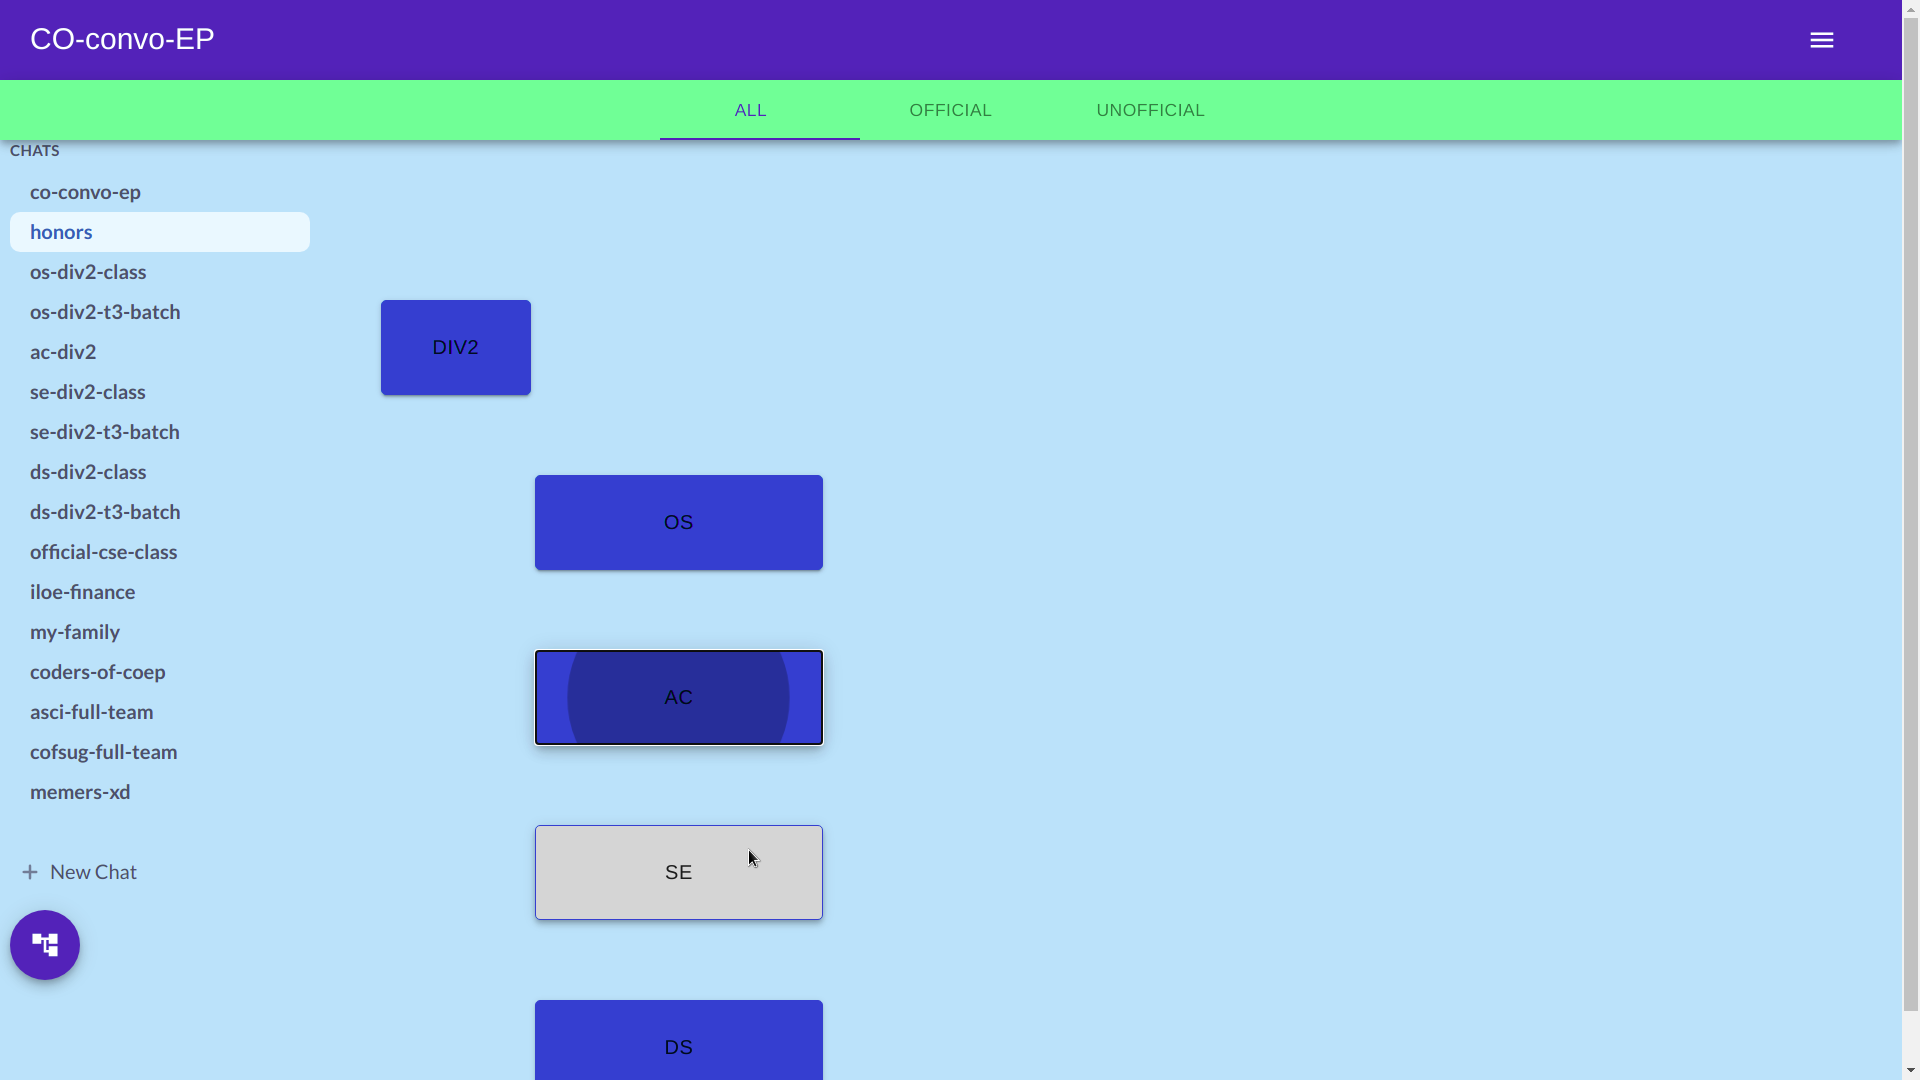 CO-convo-EP
ALL
OFFICIAL
UNOFFICIAL
CHATS
co-convo-ep
honors
os-div2-class
os-div2-t3-batch
ac-div2
se-div2-class
se-div2-t3-batch
ds-div2-class
ds-div2-t3-batch
official-cse-class
iloe-finance
my-family
coders-of-coep
asci-full-team
cofsug-full-team
memers-xd
New Chat
DIV2
OS
AC
SE
DS